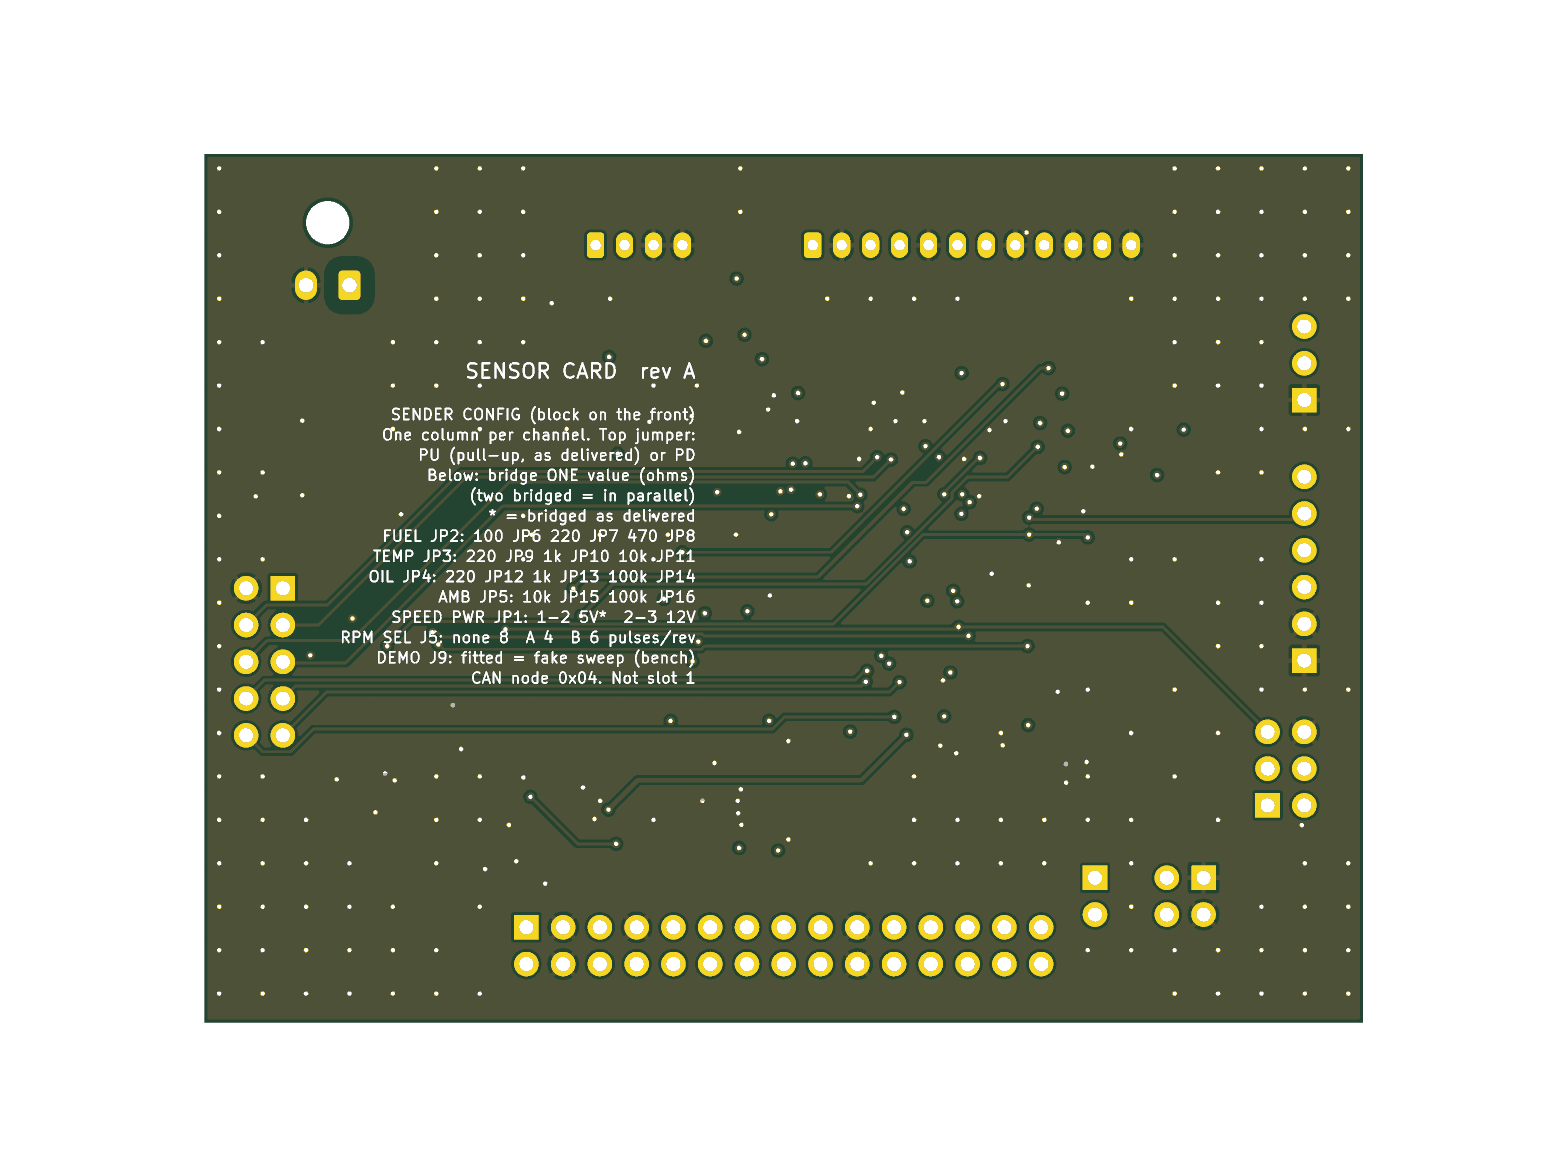 SENSOR CARD  rev A
SENDER CONFIG (block on the front)
One column per channel. Top jumper:
PU (pull-up, as delivered) or PD
Below: bridge ONE value (ohms)
(two bridged = in parallel)
* = bridged as delivered
FUEL JP2: 100 JP6 220 JP7 470 JP8
TEMP JP3: 220 JP9 1k JP10 10k JP11
OIL JP4: 220 JP12 1k JP13 100k JP14
AMB JP5: 10k JP15 100k JP16
SPEED PWR JP1: 1-2 5V*  2-3 12V
RPM SEL J5: none 8  A 4  B 6 pulses/rev
DEMO J9: fitted = fake sweep (bench)
CAN node 0x04. Not slot 1